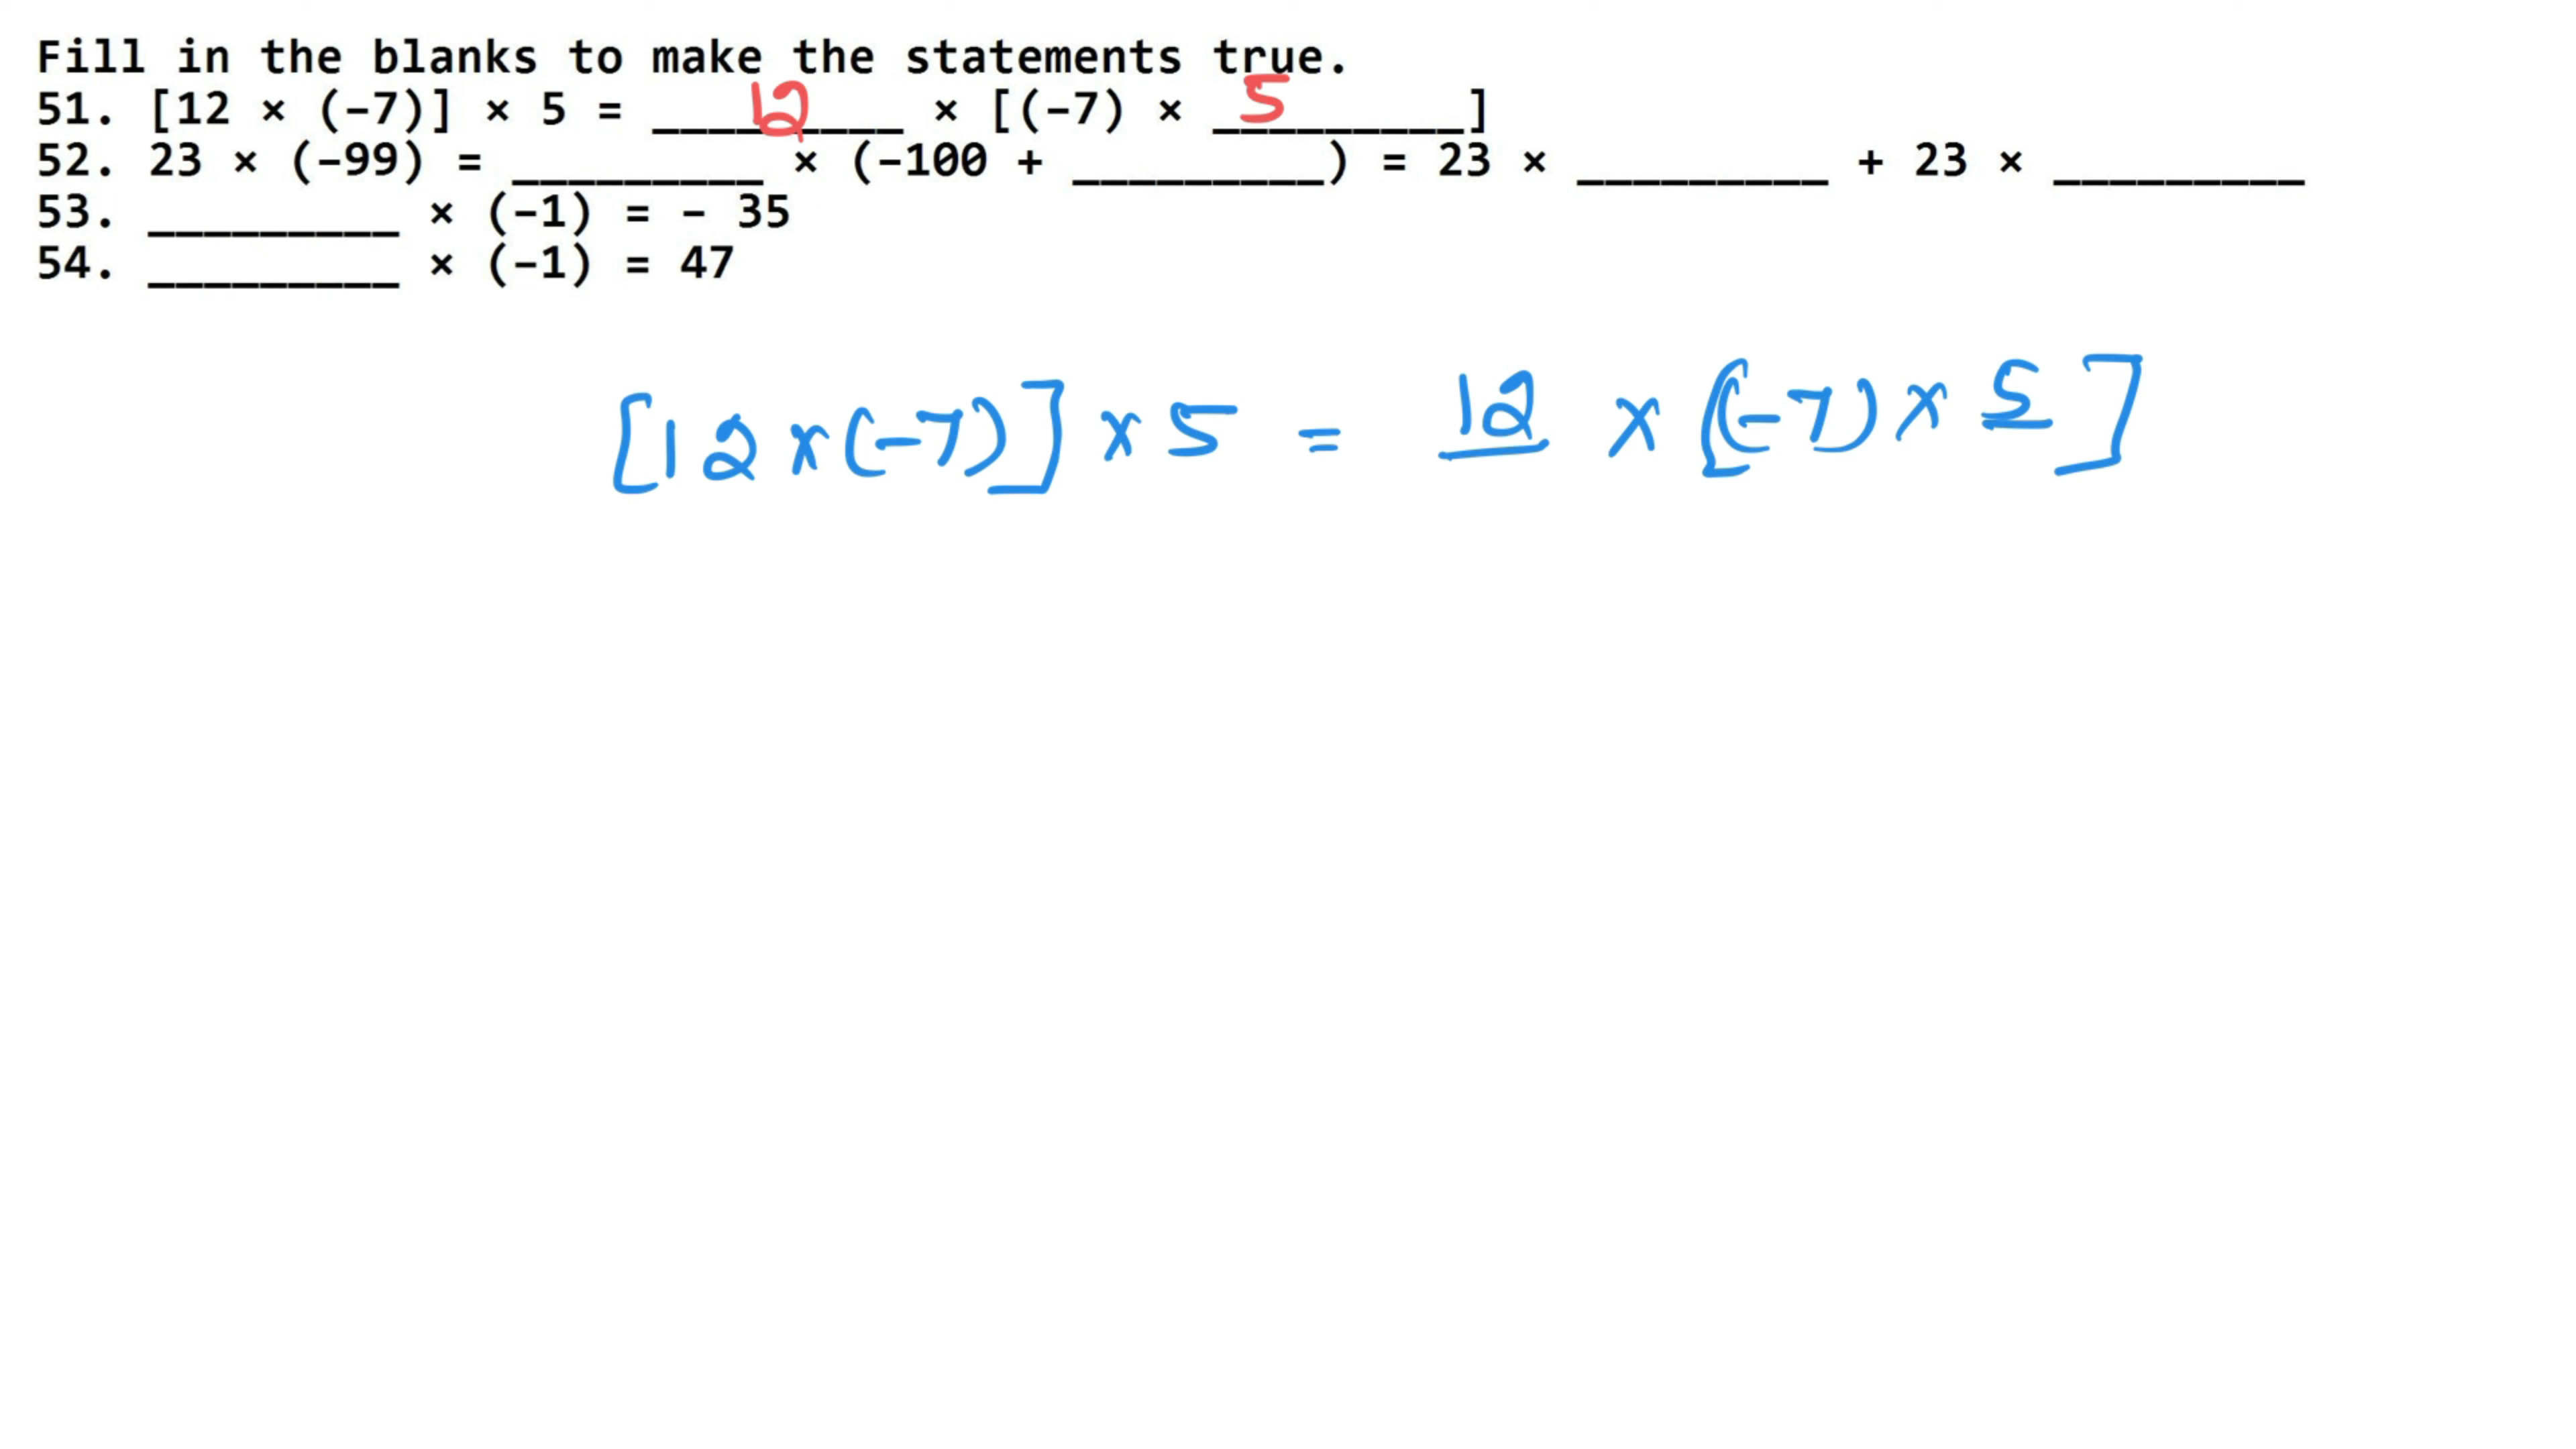 Fill in the blanks to make the statements true.
51. [12 × (−7)] × 5 = ____12____ × [(−7) × __5_______]
52. 23 × (−99) = _________ × (−100 + _________) = 23 × _________ + 23 × _________
53. _________ × (−1) = − 35
54. _________ × (−1) = 47
[12 × (−7)] × 5 = 12 × [(−7) × 5]